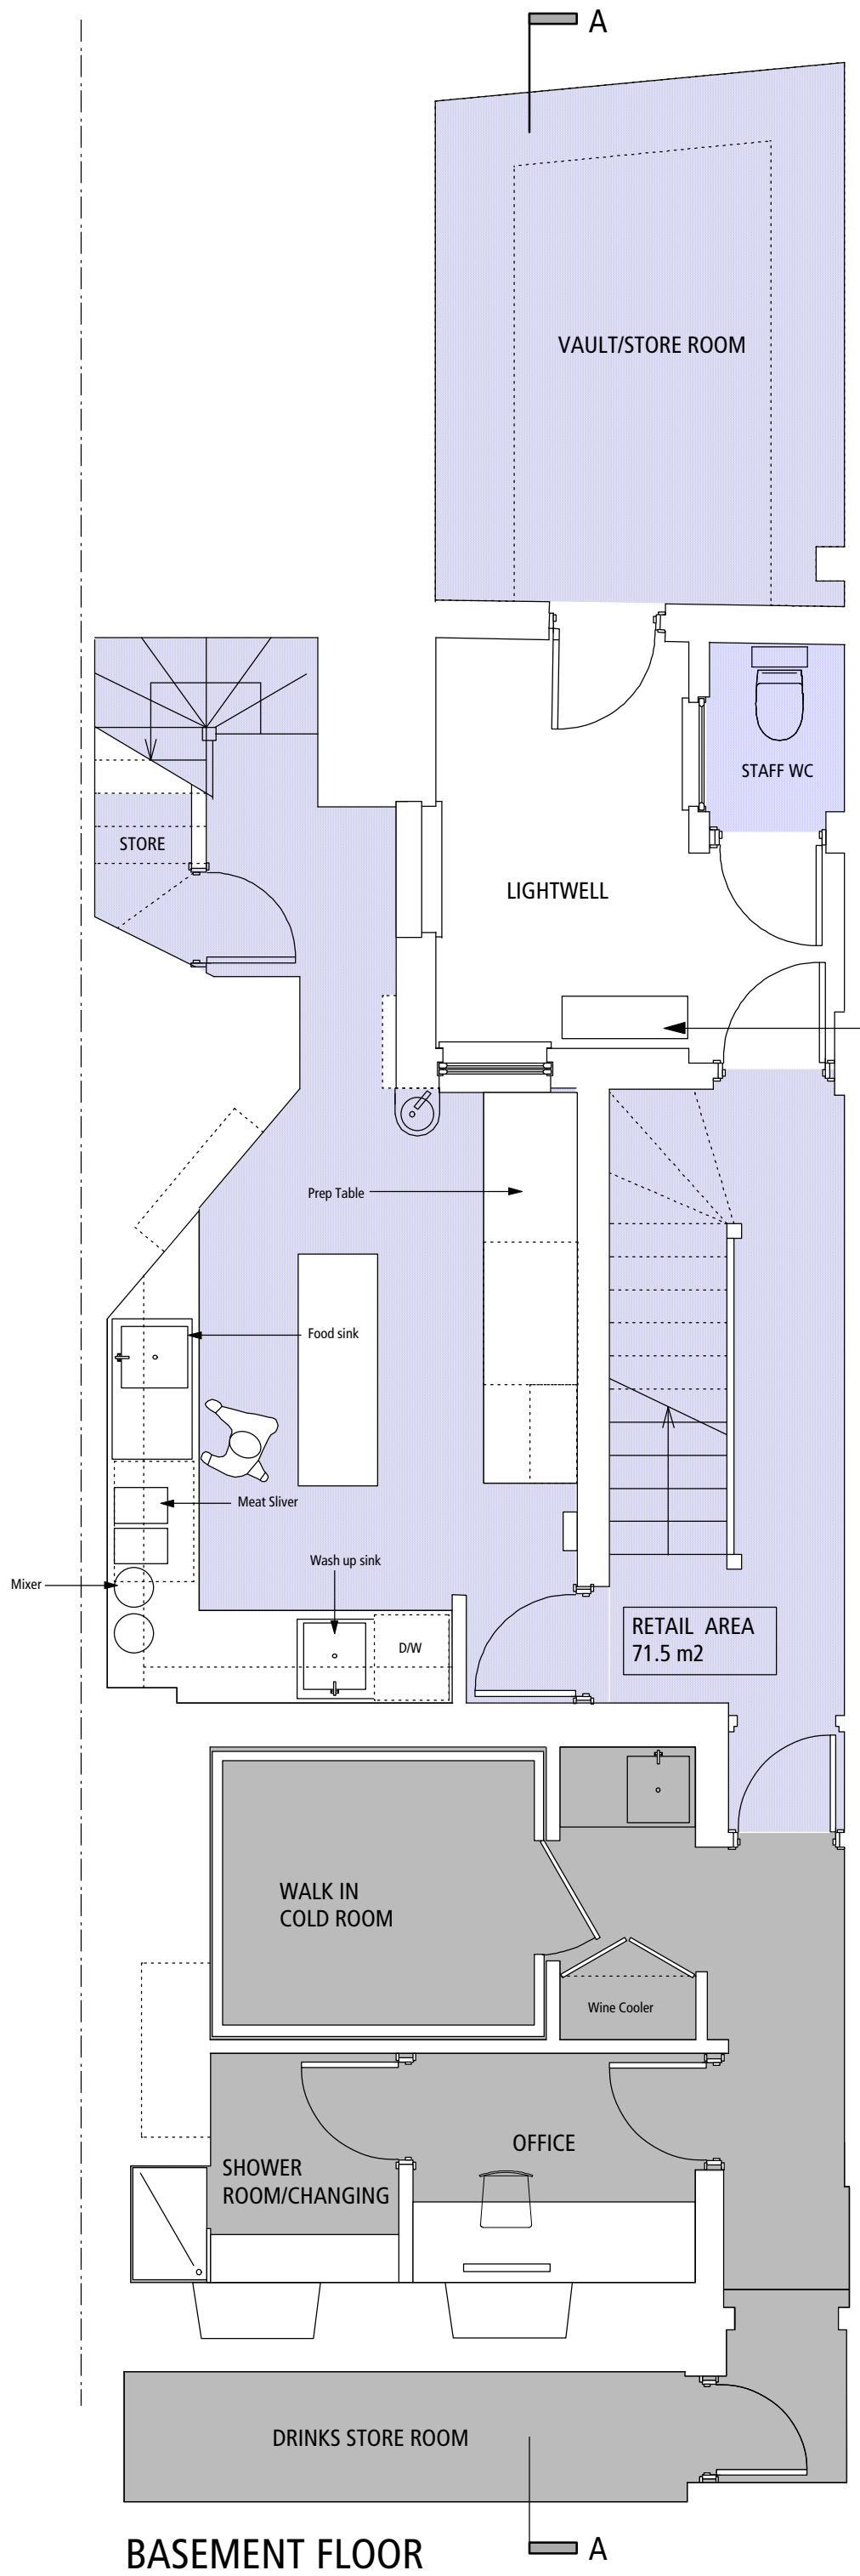 A
VAULT/STORE ROOM
STAFF WC
STORE
LIGHTWELL
Prep Table
Food sink
Meat Sliver
Wash up sink
Mixer
RETAIL AREA
71.5 m2
D/W
WALK IN
COLD ROOM
Wine Cooler
OFFICE
SHOWER
ROOM/CHANGING
DRINKS STORE ROOM
A
BASEMENT FLOOR